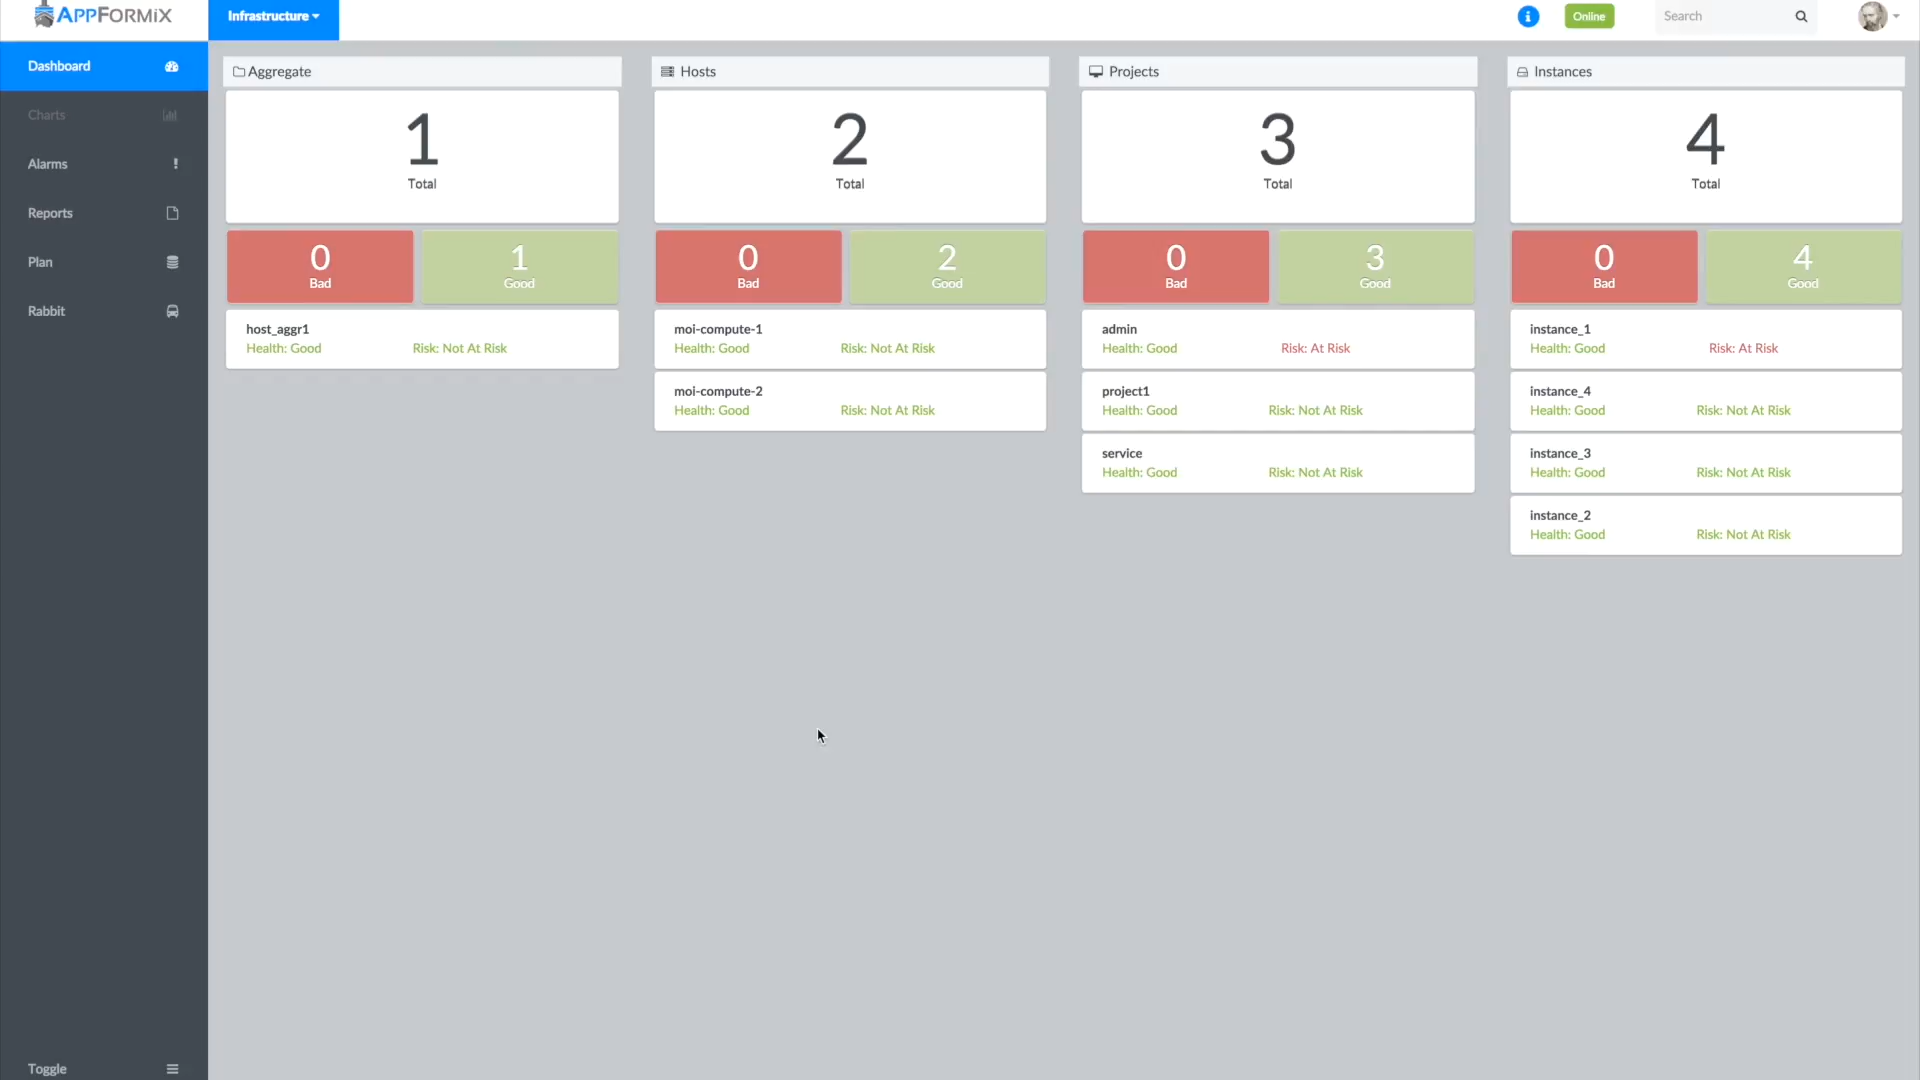 APPFORMIX
Infrastructure
Online
Search
Dashboard
Charts
Alarms
Reports
Plan
Rabbit
Toggle
Aggregate
1
Total
0
Bad
1
Good
host_aggr1
Health: Good Risk: Not At Risk
Hosts
2
Total
0
Bad
2
Good
moi-compute-1
Health: Good Risk: Not At Risk
moi-compute-2
Health: Good Risk: Not At Risk
Projects
3
Total
0
Bad
3
Good
admin
Health: Good Risk: At Risk
project1
Health: Good Risk: Not At Risk
service
Health: Good Risk: Not At Risk
Instances
4
Total
0
Bad
4
Good
instance_1
Health: Good Risk: At Risk
instance_4
Health: Good Risk: Not At Risk
instance_3
Health: Good Risk: Not At Risk
instance_2
Health: Good Risk: Not At Risk